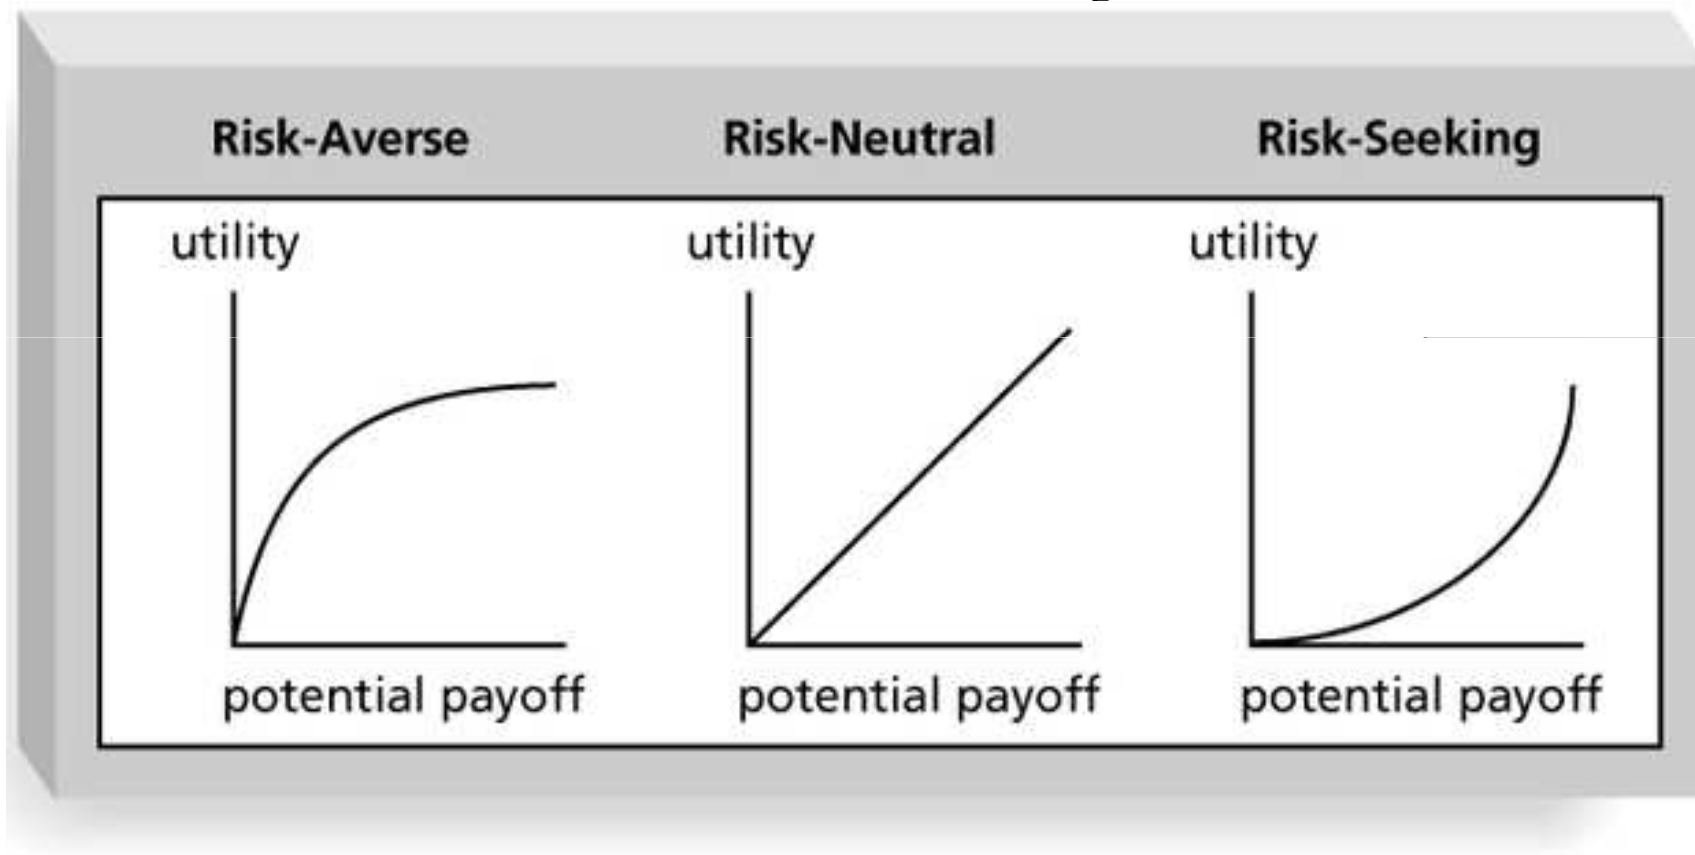 Risk-Averse Risk-Neutral Risk-Seeking
utility utility utility
potential payoff potential payoff potential payoff